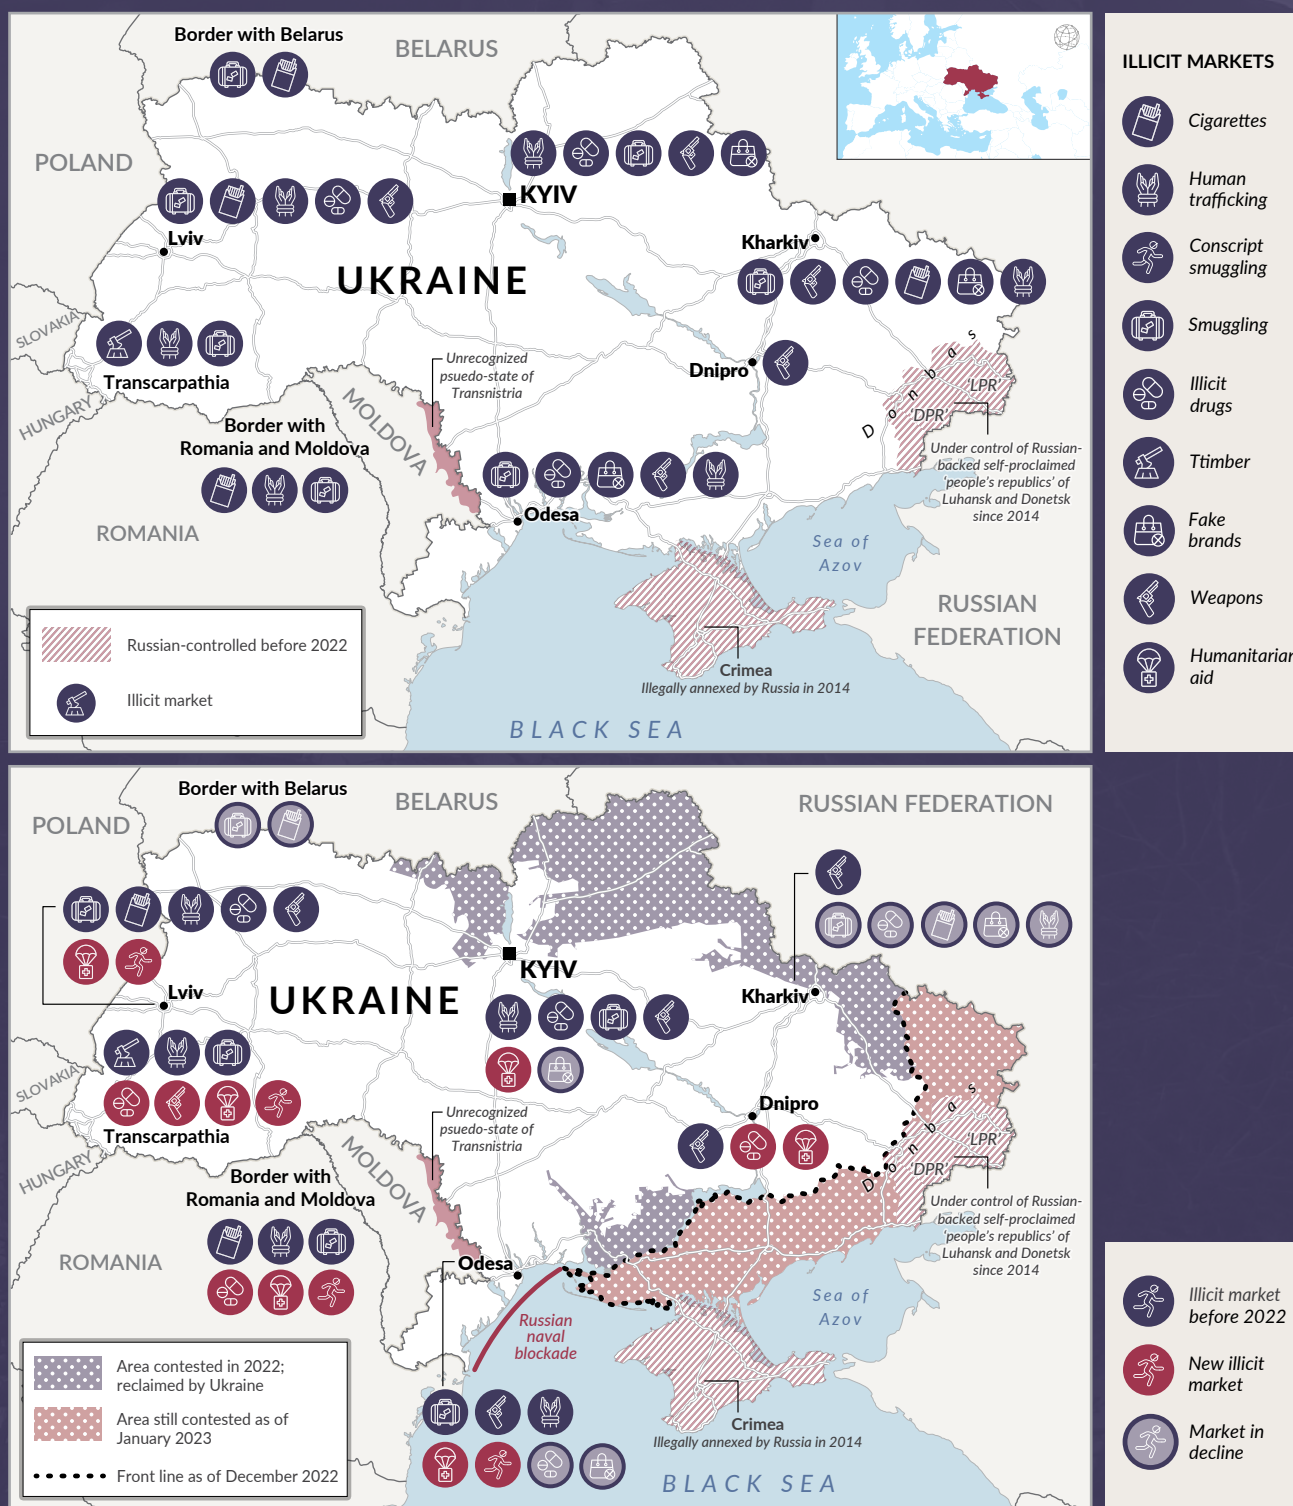 Border with Belarus
BELARUS
POLAND
KYIV
Lviv
Kharkiv
UKRAINE
SLOVAKIA
Transcarpathia
HUNGARY
Unrecognized
psuedo-state of
Transnistria
MOLDOVA
Dnipro
Donbas
'LPR'
'DPR'
Under control of Russian-
backed self-proclaimed
'people's republics' of
Luhansk and Donetsk
since 2014
Border with
Romania and Moldova
ROMANIA
Odesa
Sea of
Azov
RUSSIAN
FEDERATION
Crimea
Illegally annexed by Russia in 2014
BLACK SEA
Russian-controlled before 2022
Illicit market
ILLICIT MARKETS
Cigarettes
Human
trafficking
Conscript
smuggling
Smuggling
Illicit
drugs
Ttimber
Fake
brands
Weapons
Humanitarian
aid
Border with Belarus
BELARUS
RUSSIAN FEDERATION
POLAND
Lviv
KYIV
UKRAINE
Kharkiv
SLOVAKIA
Transcarpathia
HUNGARY
Unrecognized
psuedo-state of
Transnistria
MOLDOVA
Dnipro
Donbas
'LPR'
'DPR'
Under control of Russian-
backed self-proclaimed
'people's republics' of
Luhansk and Donetsk
since 2014
Border with
Romania and Moldova
ROMANIA
Odesa
Russian
naval
blockade
Sea of
Azov
Crimea
Illegally annexed by Russia in 2014
BLACK SEA
Area contested in 2022;
reclaimed by Ukraine
Area still contested as of
January 2023
Front line as of December 2022
Illicit market
before 2022
New illicit
market
Market in
decline